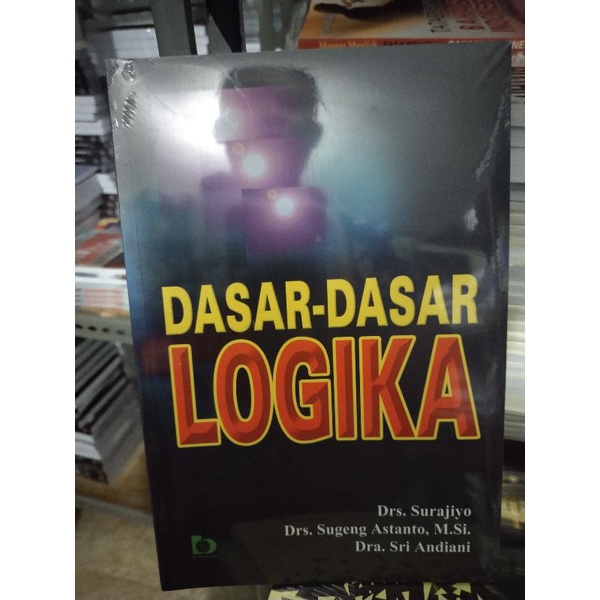 DASAR-DASAR
LOGIKA
Drs. Surajiyo
Drs. Sugeng Astanto, M.Si.
Dra. Sri Andiani